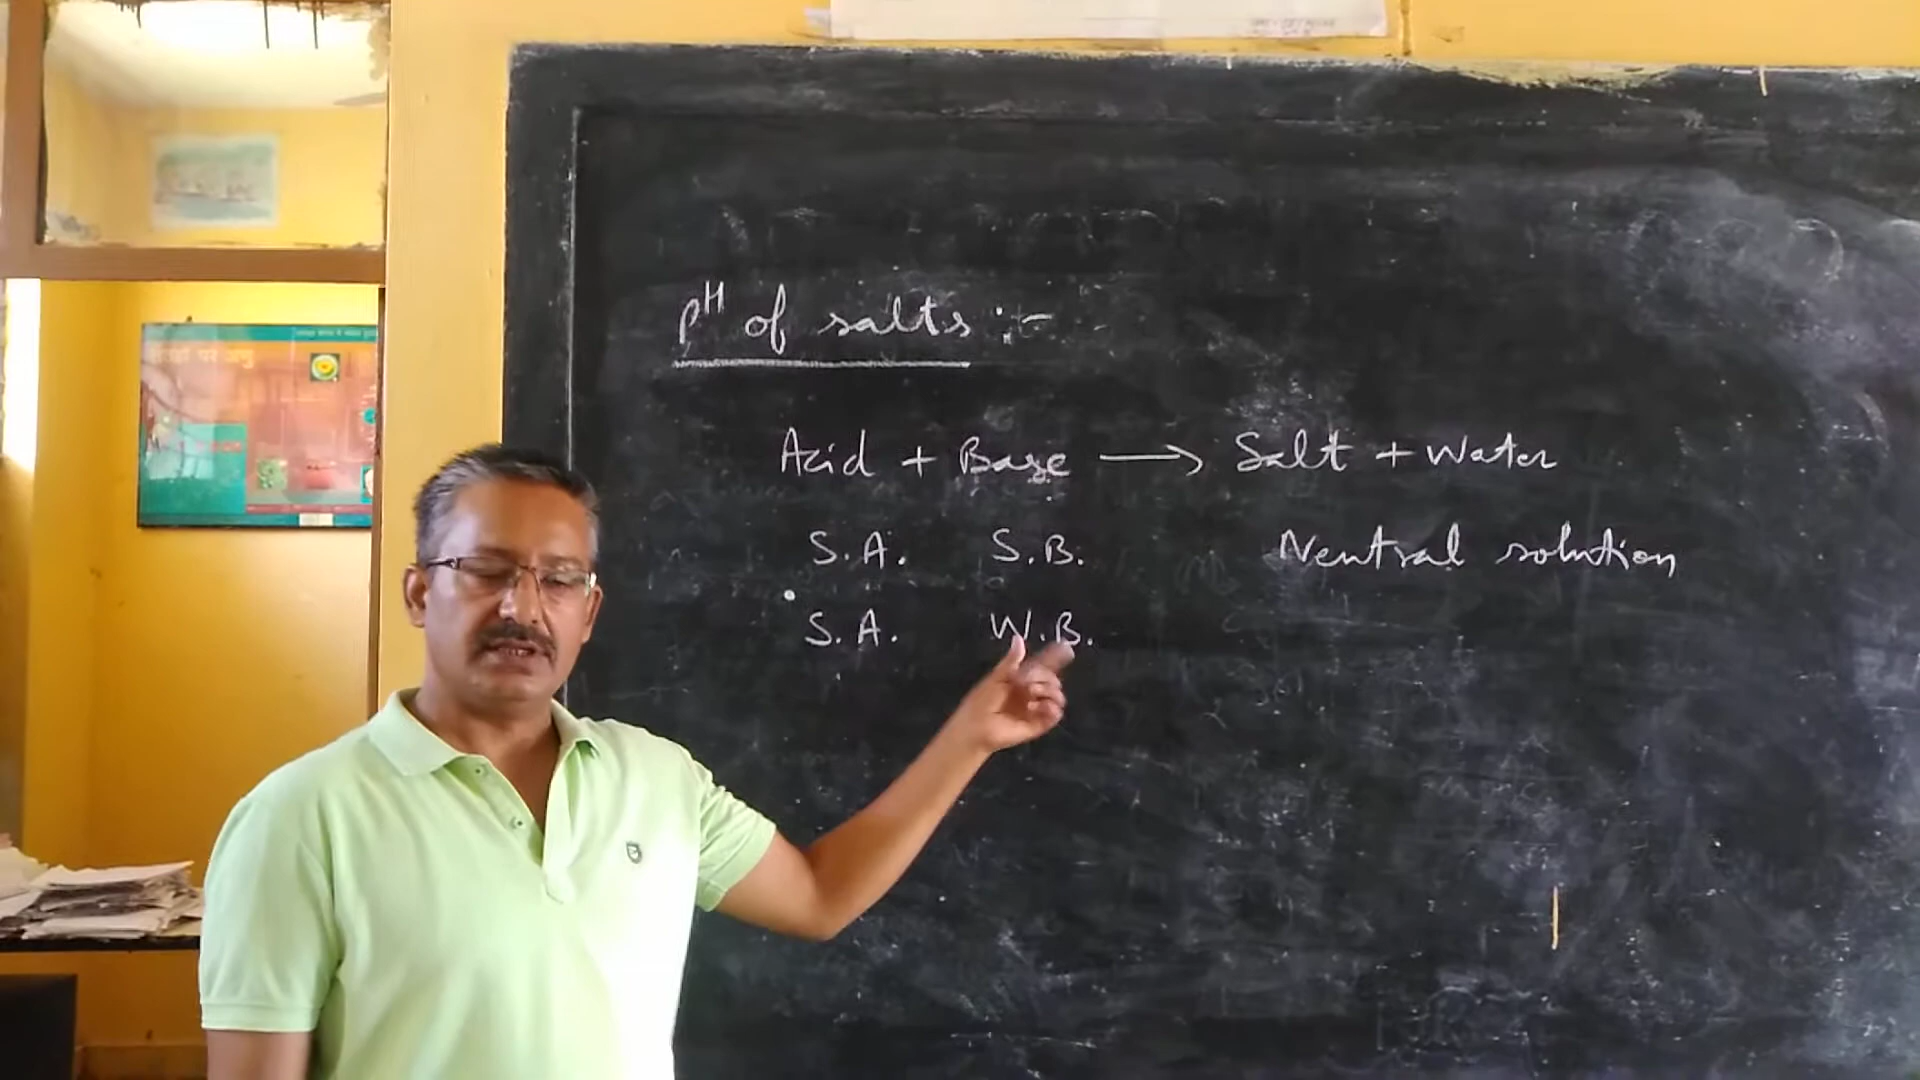 pH of salts :-
Acid + Base → Salt + Water
S.A. S.B. Neutral solution
S.A. W.B.